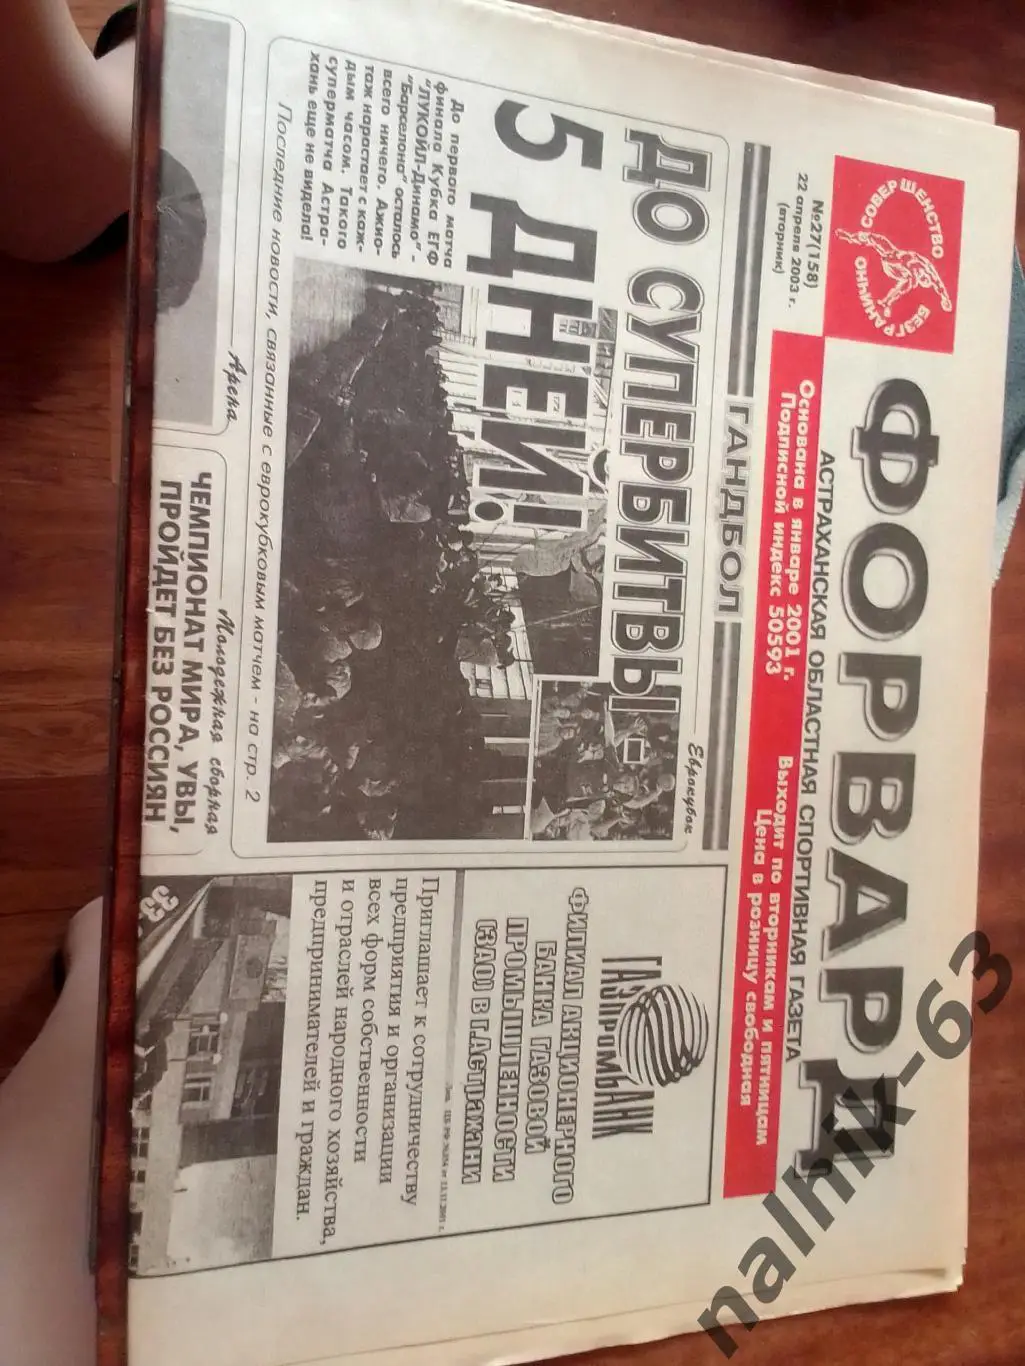 СОВЕРШЕНСТВО
БЕЗГРАНИЧНО
№27(158)
22 апреля 2003 г.
(вторник)
ФОРВАРД
АСТРАХАНСКАЯ ОБЛАСТНАЯ СПОРТИВНАЯ ГАЗЕТА
Основана в январе 2001 г.
Подписной индекс 50593
Выходит по вторникам и пятницам
Цена в розницу свободная
ГАНДБОЛ
Еврокубок
ДО СУПЕРБИТВЫ
5 ДНЕЙ!
До первого матча
финала Кубка ЕГФ
"ЛУКОЙЛ-Динамо" -
"Барселона" осталось
всего ничего. Ажио-
таж нарастает с каж-
дым часом. Такого
суперматча Астра-
хань еще не видела!
Последние новости, связанные с еврокубковым матчем - на стр. 2
ГАЗПРОМБАНК
ФИЛИАЛ АКЦИОНЕРНОГО
БАНКА ГАЗОВОЙ
ПРОМЫШЛЕННОСТИ
(ЗАО) В Г.АСТРАХАНИ
Приглашает к сотрудничеству
предприятия и организации
всех форм собственности
и отраслей народного хозяйства,
предпринимателей и граждан.
Арена
Молодежная сборная
ЧЕМПИОНАТ МИРА, УВЫ,
ПРОЙДЕТ БЕЗ РОССИЯН
33
nalhik-63